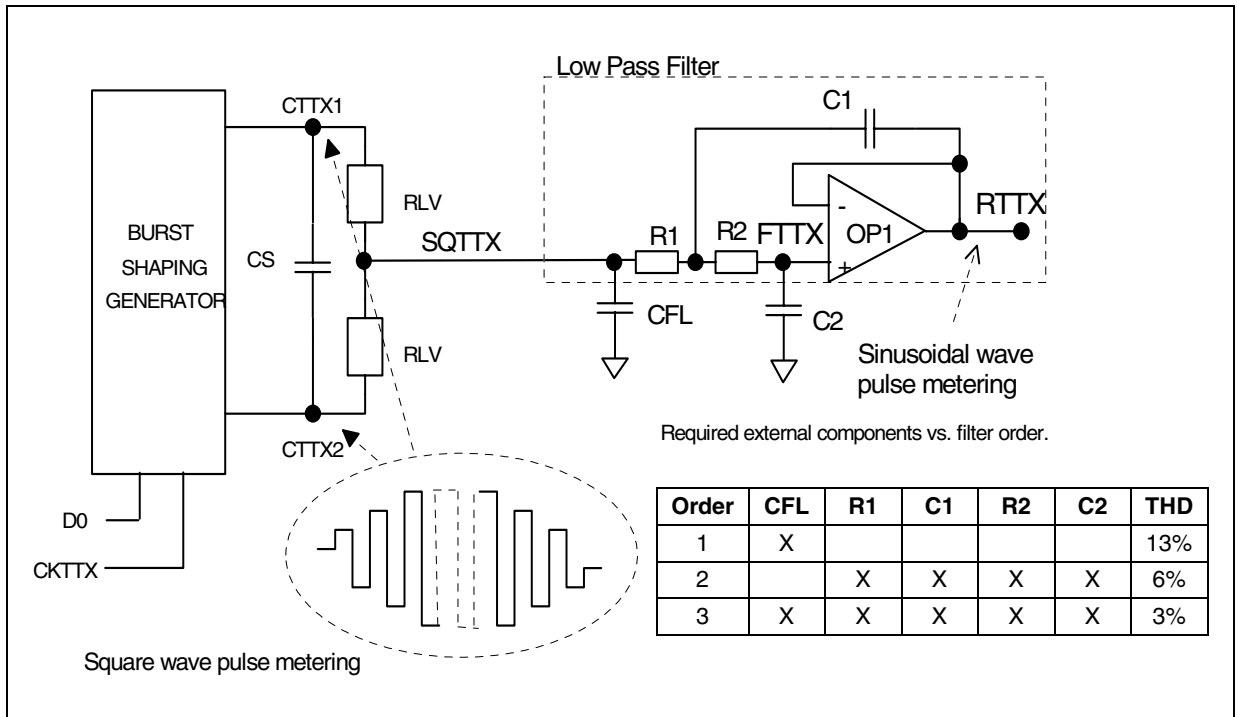 Low Pass Filter
C1
CTTX1
RLV
BURST
SHAPING
GENERATOR
CS
SQTTX
R1
R2
FTTX
-
+
OP1
RTTX
CFL
C2
RLV
Sinusoidal wave
pulse metering
CTTX2
D0
CKTTX
Square wave pulse metering
Required external components vs. filter order.
Order CFL R1 C1 R2 C2 THD
1 X 13%
2 X X X X 6%
3 X X X X X 3%